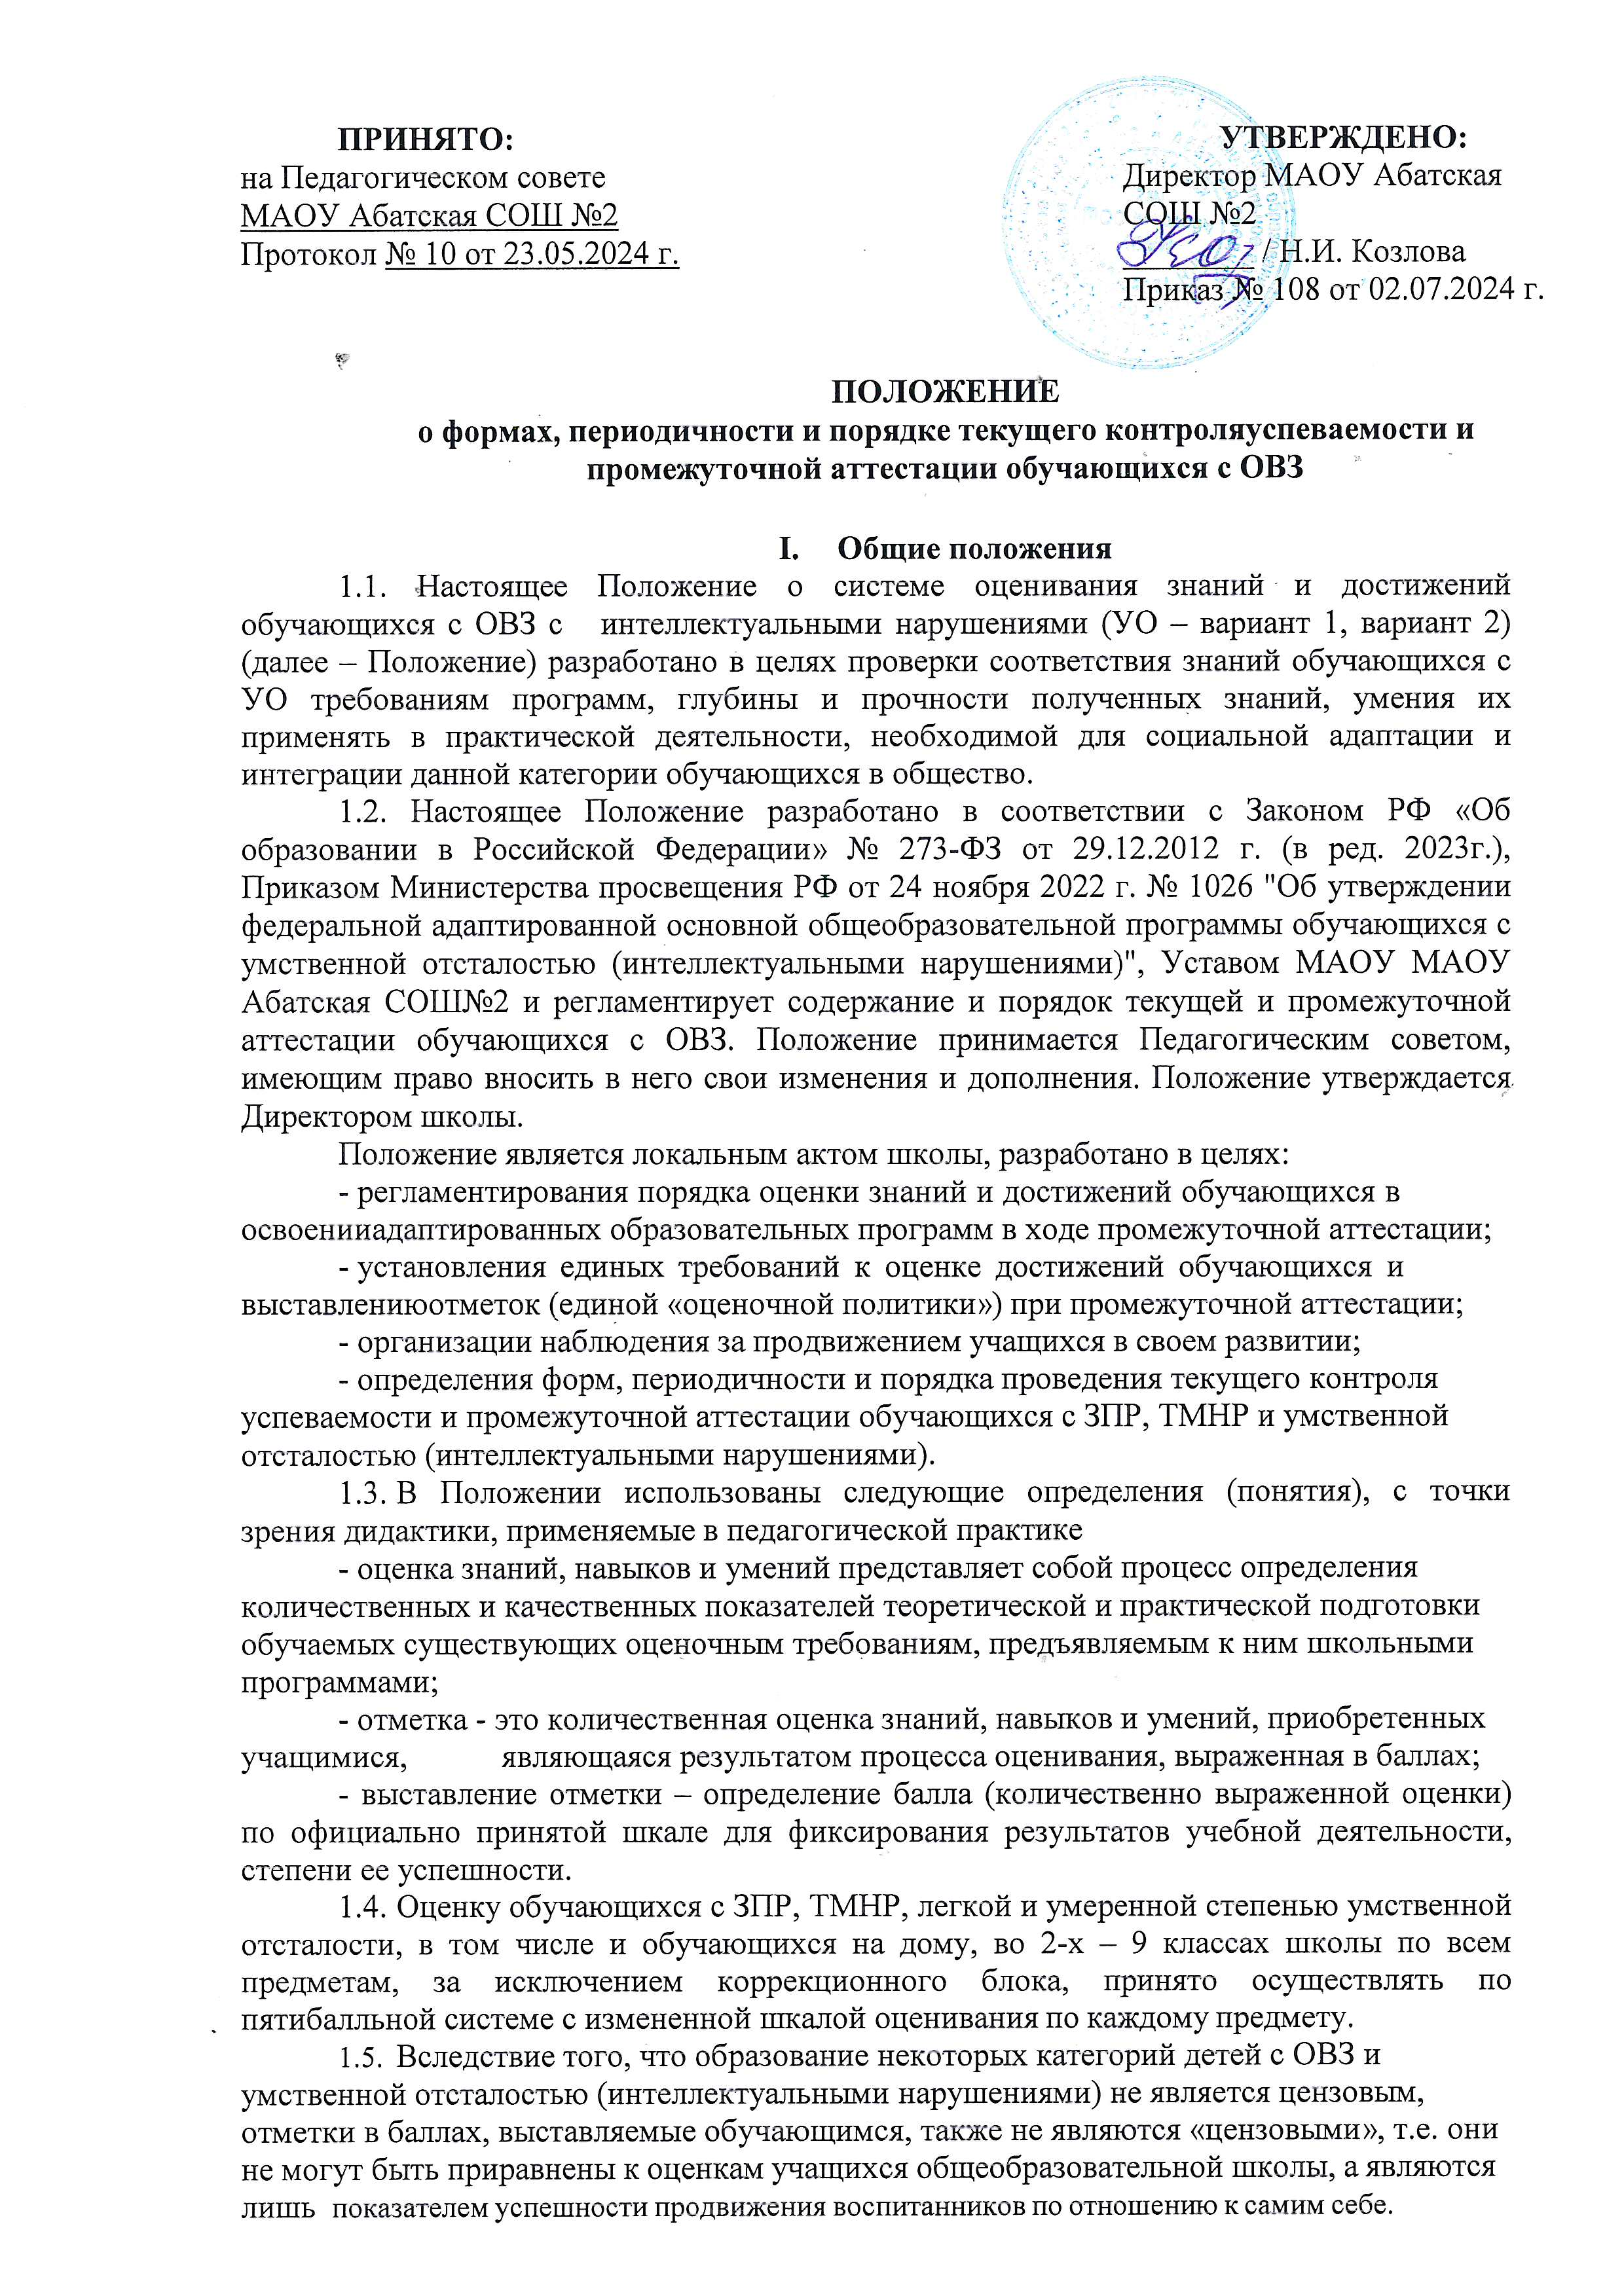 ПРИНЯТО:
на Педагогическом совете
МАОУ Абатская СОШ №2
Протокол № 10 от 23.05.2024 г.
УТВЕРЖДЕНО:
Директор МАОУ Абатская
СОШ №2
/ Н.И. Козлова
Приказ № 108 от 02.07.2024 г.
ПОЛОЖЕНИЕ
о формах, периодичности и порядке текущего контроляуспеваемости и
промежуточной аттестации обучающихся с ОВЗ
I. Общие положения
1.1. Настоящее Положение о системе оценивания знаний и достижений
обучающихся с ОВЗ с интеллектуальными нарушениями (УО – вариант 1, вариант 2)
(далее – Положение) разработано в целях проверки соответствия знаний обучающихся с
УО требованиям программ, глубины и прочности полученных знаний, умения их
применять в практической деятельности, необходимой для социальной адаптации и
интеграции данной категории обучающихся в общество.
1.2. Настоящее Положение разработано в соответствии с Законом РФ «Об
образовании в Российской Федерации» № 273-ФЗ от 29.12.2012 г. (в ред. 2023г.),
Приказом Министерства просвещения РФ от 24 ноября 2022 г. № 1026 "Об утверждении
федеральной адаптированной основной общеобразовательной программы обучающихся с
умственной отсталостью (интеллектуальными нарушениями)", Уставом МАОУ МАОУ
Абатская СОШ№2 и регламентирует содержание и порядок текущей и промежуточной
аттестации обучающихся с ОВЗ. Положение принимается Педагогическим советом,
имеющим право вносить в него свои изменения и дополнения. Положение утверждается
Директором школы.
Положение является локальным актом школы, разработано в целях:
- регламентирования порядка оценки знаний и достижений обучающихся в
освоенииадаптированных образовательных программ в ходе промежуточной аттестации;
- установления единых требований к оценке достижений обучающихся и
выставлениюотметок (единой «оценочной политики») при промежуточной аттестации;
- организации наблюдения за продвижением учащихся в своем развитии;
- определения форм, периодичности и порядка проведения текущего контроля
успеваемости и промежуточной аттестации обучающихся с ЗПР, ТМНР и умственной
отсталостью (интеллектуальными нарушениями).
1.3. В Положении использованы следующие определения (понятия), с точки
зрения дидактики, применяемые в педагогической практике
- оценка знаний, навыков и умений представляет собой процесс определения
количественных и качественных показателей теоретической и практической подготовки
обучаемых существующих оценочным требованиям, предъявляемым к ним школьными
программами;
- отметка - это количественная оценка знаний, навыков и умений, приобретенных
учащимися, являющаяся результатом процесса оценивания, выраженная в баллах;
- выставление отметки – определение балла (количественно выраженной оценки)
по официально принятой шкале для фиксирования результатов учебной деятельности,
степени ее успешности.
1.4. Оценку обучающихся с ЗПР, ТМНР, легкой и умеренной степенью умственной
отсталости, в том числе и обучающихся на дому, во 2-х – 9 классах школы по всем
предметам, за исключением коррекционного блока, принято осуществлять по
пятибалльной системе с измененной шкалой оценивания по каждому предмету.
1.5. Вследствие того, что образование некоторых категорий детей с ОВЗ и
умственной отсталостью (интеллектуальными нарушениями) не является цензовым,
отметки в баллах, выставляемые обучающимся, также не являются «цензовыми», т.е. они
не могут быть приравнены к оценкам учащихся общеобразовательной школы, а являются
лишь показателем успешности продвижения воспитанников по отношению к самим себе.